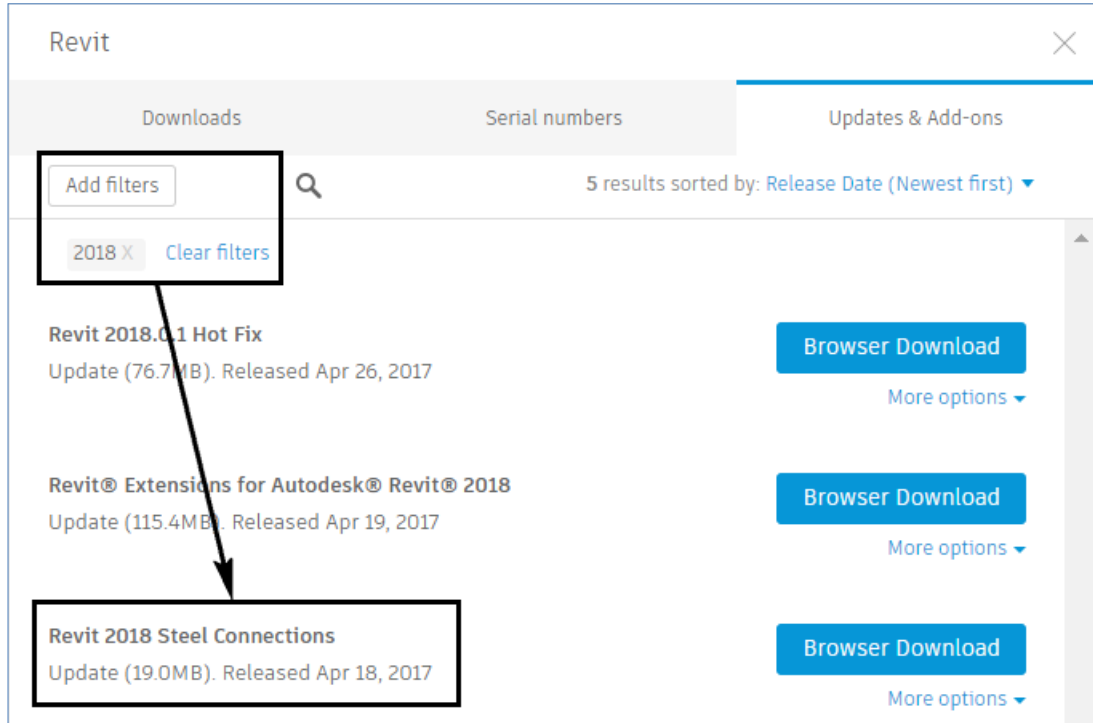 Revit
Downloads
Serial numbers
Updates & Add-ons
Add filters
5 results sorted by: Release Date (Newest first)
2018 X Clear filters
Revit 2018.0.1 Hot Fix
Browser Download
Update (76.7MB). Released Apr 26, 2017
More options
Revit® Extensions for Autodesk® Revit® 2018
Browser Download
Update (115.4MB). Released Apr 19, 2017
More options
Revit 2018 Steel Connections
Browser Download
Update (19.0MB). Released Apr 18, 2017
More options